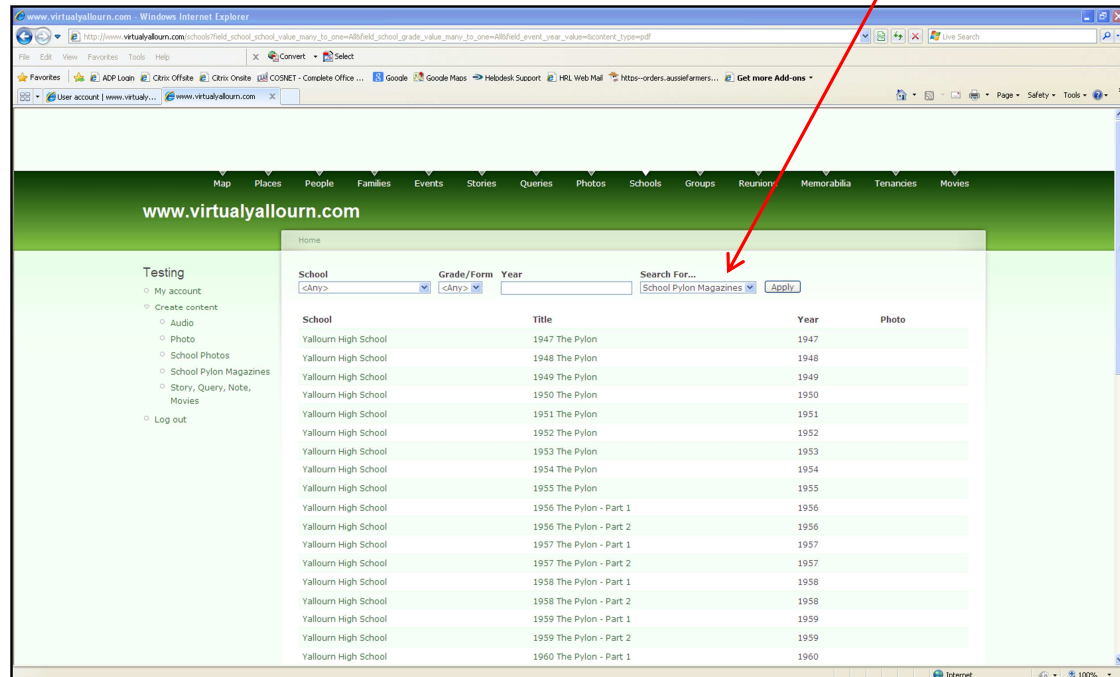 www.virtualyallourn.com - Windows Internet Explorer
http://www.virtualyallourn.com/schools?field_school_school_value_many_to_one=All&field_school_grade_value_many_to_one=All&field_event_year_value=&content_type=pdf
Live Search
File Edit View Favorites Tools Help x Convert Select
Favorites ADP Login Citrix Offsite Citrix Onsite COSNET - Complete Office ... Google Google Maps Helpdesk Support HRL Web Mail https--orders.aussiefarmers... Get more Add-ons
User account | www.virtualy... www.virtualyallourn.com X Page Safety Tools
Map Places People Families Events Stories Queries Photos Schools Groups Reunions Memorabilia Tenancies Movies
www.virtualyallourn.com
Home
Testing
My account
Create content
Audio
Photo
School Photos
School Pylon Magazines
Story, Query, Note,
Movies
Log out
School Grade/Form Year Search For...
<Any> <Any> School Pylon Magazines Apply
School Title Year Photo
Yallourn High School 1947 The Pylon 1947
Yallourn High School 1948 The Pylon 1948
Yallourn High School 1949 The Pylon 1949
Yallourn High School 1950 The Pylon 1950
Yallourn High School 1951 The Pylon 1951
Yallourn High School 1952 The Pylon 1952
Yallourn High School 1953 The Pylon 1953
Yallourn High School 1954 The Pylon 1954
Yallourn High School 1955 The Pylon 1955
Yallourn High School 1956 The Pylon - Part 1 1956
Yallourn High School 1956 The Pylon - Part 2 1956
Yallourn High School 1957 The Pylon - Part 1 1957
Yallourn High School 1957 The Pylon - Part 2 1957
Yallourn High School 1958 The Pylon - Part 1 1958
Yallourn High School 1958 The Pylon - Part 2 1958
Yallourn High School 1959 The Pylon - Part 1 1959
Yallourn High School 1959 The Pylon - Part 2 1959
Yallourn High School 1960 The Pylon - Part 1 1960
Internet 100%